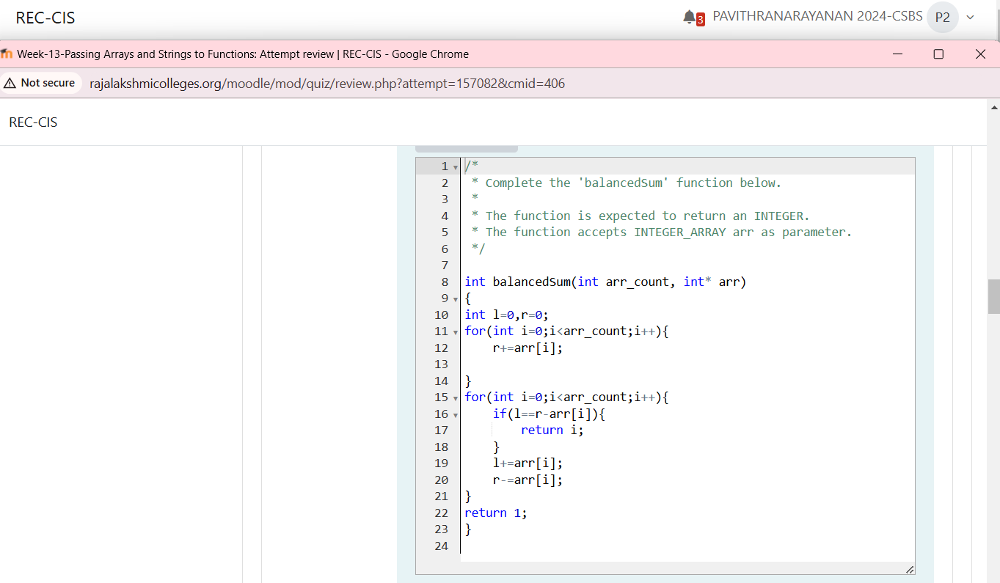 REC-CIS
3 PAVITHRANARAYANAN 2024-CSBS P2
Week-13-Passing Arrays and Strings to Functions: Attempt review | REC-CIS - Google Chrome
Not secure rajalakshmicolleges.org/moodle/mod/quiz/review.php?attempt=157082&cmid=406
REC-CIS
1 /*
2  * Complete the 'balancedSum' function below.
3  *
4  * The function is expected to return an INTEGER.
5  * The function accepts INTEGER_ARRAY arr as parameter.
6  */
7
8 int balancedSum(int arr_count, int* arr)
9 {
10 int l=0,r=0;
11 for(int i=0;i<arr_count;i++){
12     r+=arr[i];
13
14 }
15 for(int i=0;i<arr_count;i++){
16     if(l==r-arr[i]){
17         return i;
18     }
19     l+=arr[i];
20     r-=arr[i];
21 }
22 return 1;
23 }
24